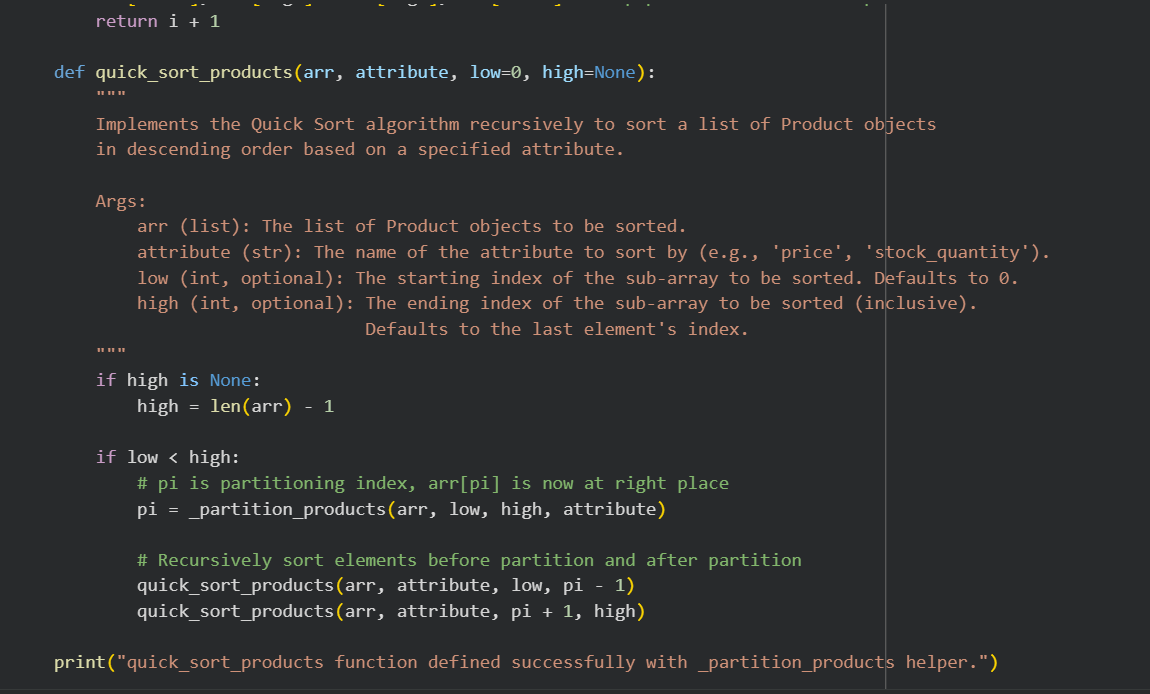 return i + 1
def quick_sort_products(arr, attribute, low=0, high=None):
"""
Implements the Quick Sort algorithm recursively to sort a list of Product objects
in descending order based on a specified attribute.
Args:
arr (list): The list of Product objects to be sorted.
attribute (str): The name of the attribute to sort by (e.g., 'price', 'stock_quantity').
low (int, optional): The starting index of the sub-array to be sorted. Defaults to 0.
high (int, optional): The ending index of the sub-array to be sorted (inclusive).
Defaults to the last element's index.
"""
if high is None:
high = len(arr) - 1
if low < high:
# pi is partitioning index, arr[pi] is now at right place
pi = _partition_products(arr, low, high, attribute)
# Recursively sort elements before partition and after partition
quick_sort_products(arr, attribute, low, pi - 1)
quick_sort_products(arr, attribute, pi + 1, high)
print("quick_sort_products function defined successfully with _partition_products helper.")